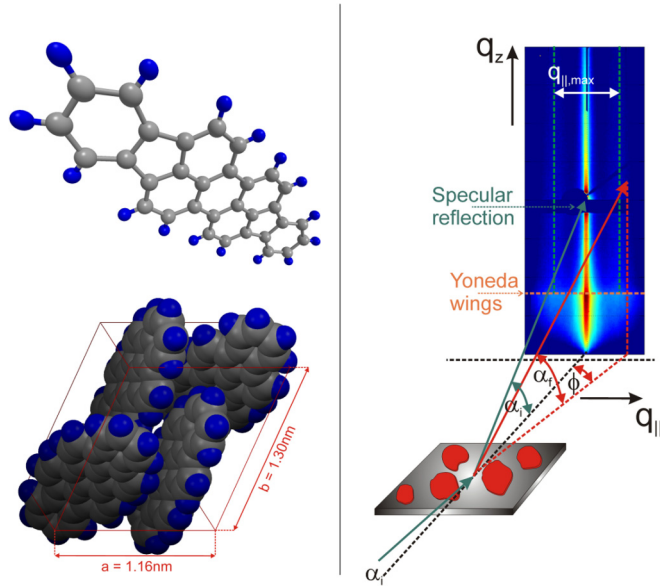 b = 1.30nm
a = 1.16nm
q_z
q_||,max
Specular
reflection
Yoneda
wings
α_i
α_f
ϕ
q_||
α_i